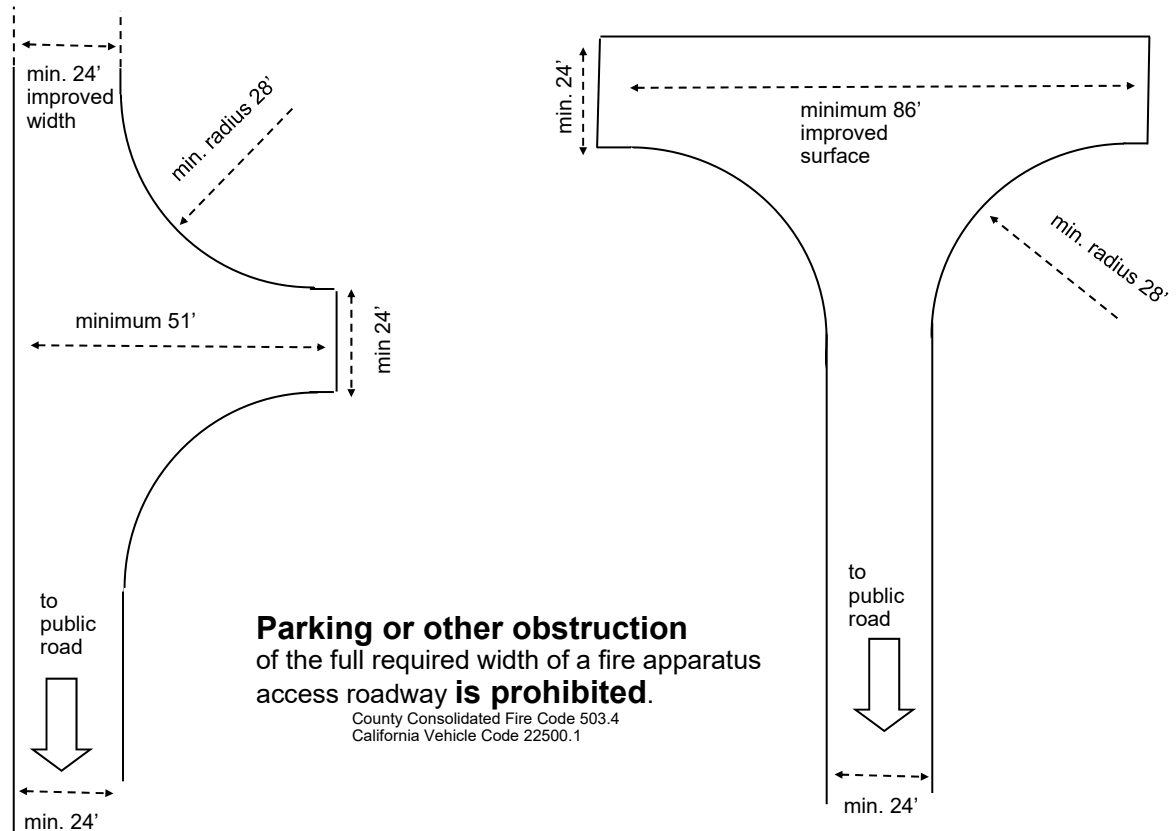 min. 24’
improved
width
min. radius 28’
minimum 51’
min 24’
to
public
road
min. 24’
min. 24’
minimum 86’
improved
surface
min. radius 28’
to
public
road
min. 24’
Parking or other obstruction
of the full required width of a fire apparatus
access roadway is prohibited.
County Consolidated Fire Code 503.4
California Vehicle Code 22500.1